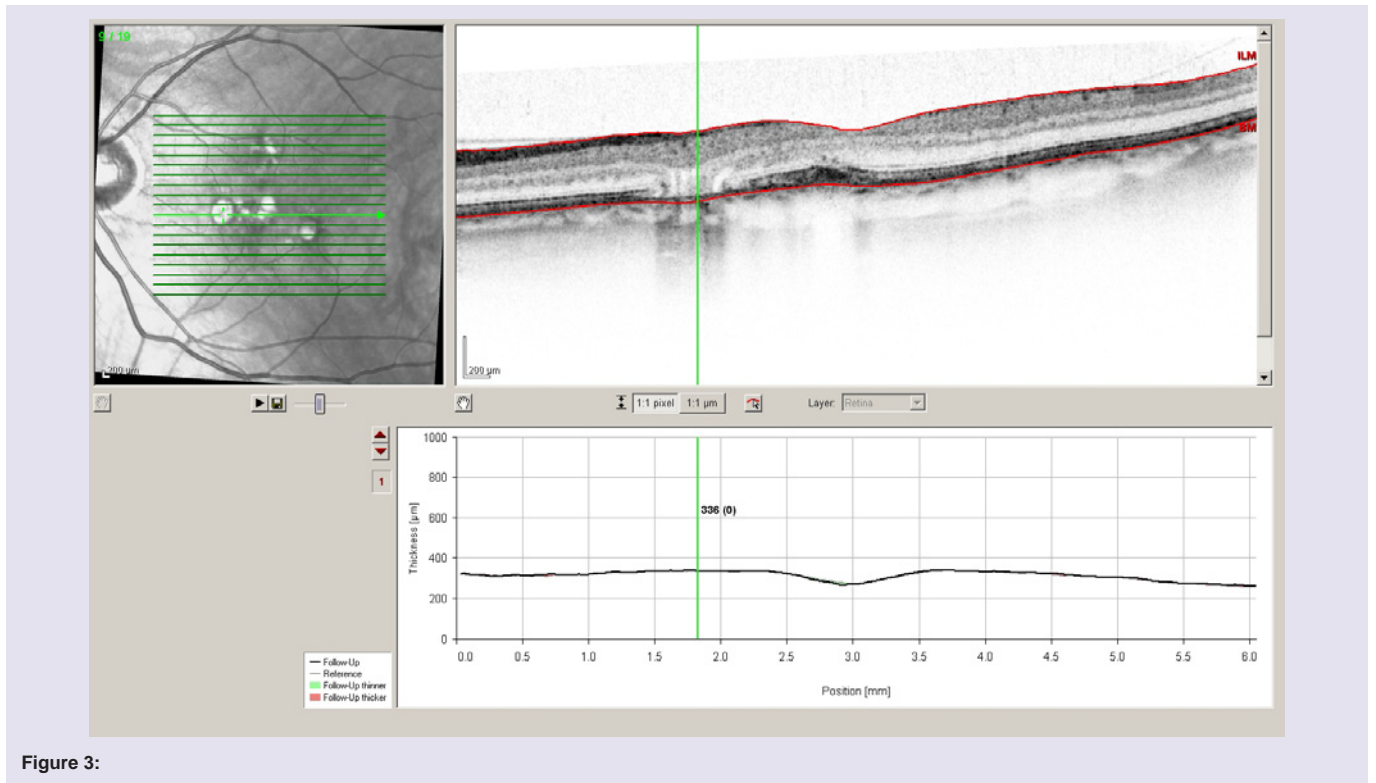 9 / 19
ILM
BM
200 µm
200 µm
1:1 pixel 1:1 µm Layer: Retina
1
1000
800
600
400
200
0
Thickness [µm]
336 (0)
0.0 0.5 1.0 1.5 2.0 2.5 3.0 3.5 4.0 4.5 5.0 5.5 6.0
Position [mm]
Follow-Up
Reference
Follow-Up thinner
Follow-Up thicker
Figure 3: